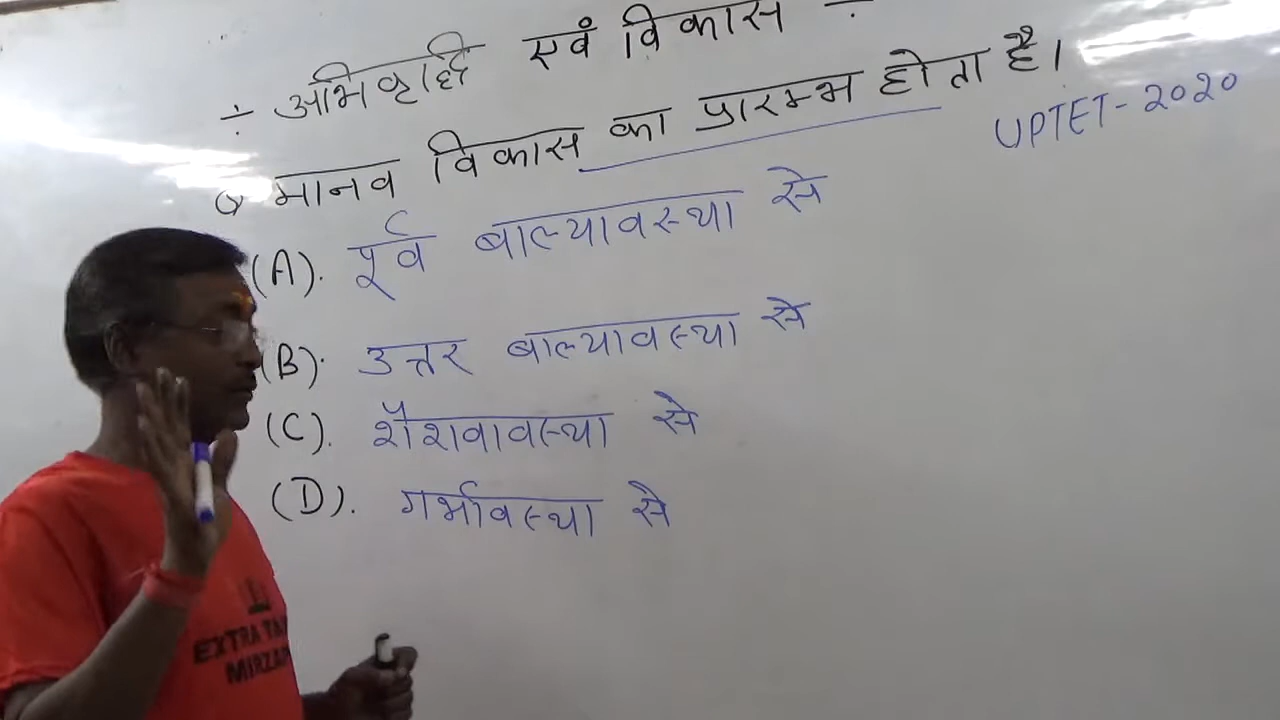 ÷ अभिवृद्धि एवं विकास ÷
Q मानव विकास का प्रारम्भ होता है।
UPTET-2020
(A). पूर्व बाल्यावस्था से
(B). उत्तर बाल्यावस्था से
(C). शैशवावस्था से
(D). गर्भावस्था से
EXTRA